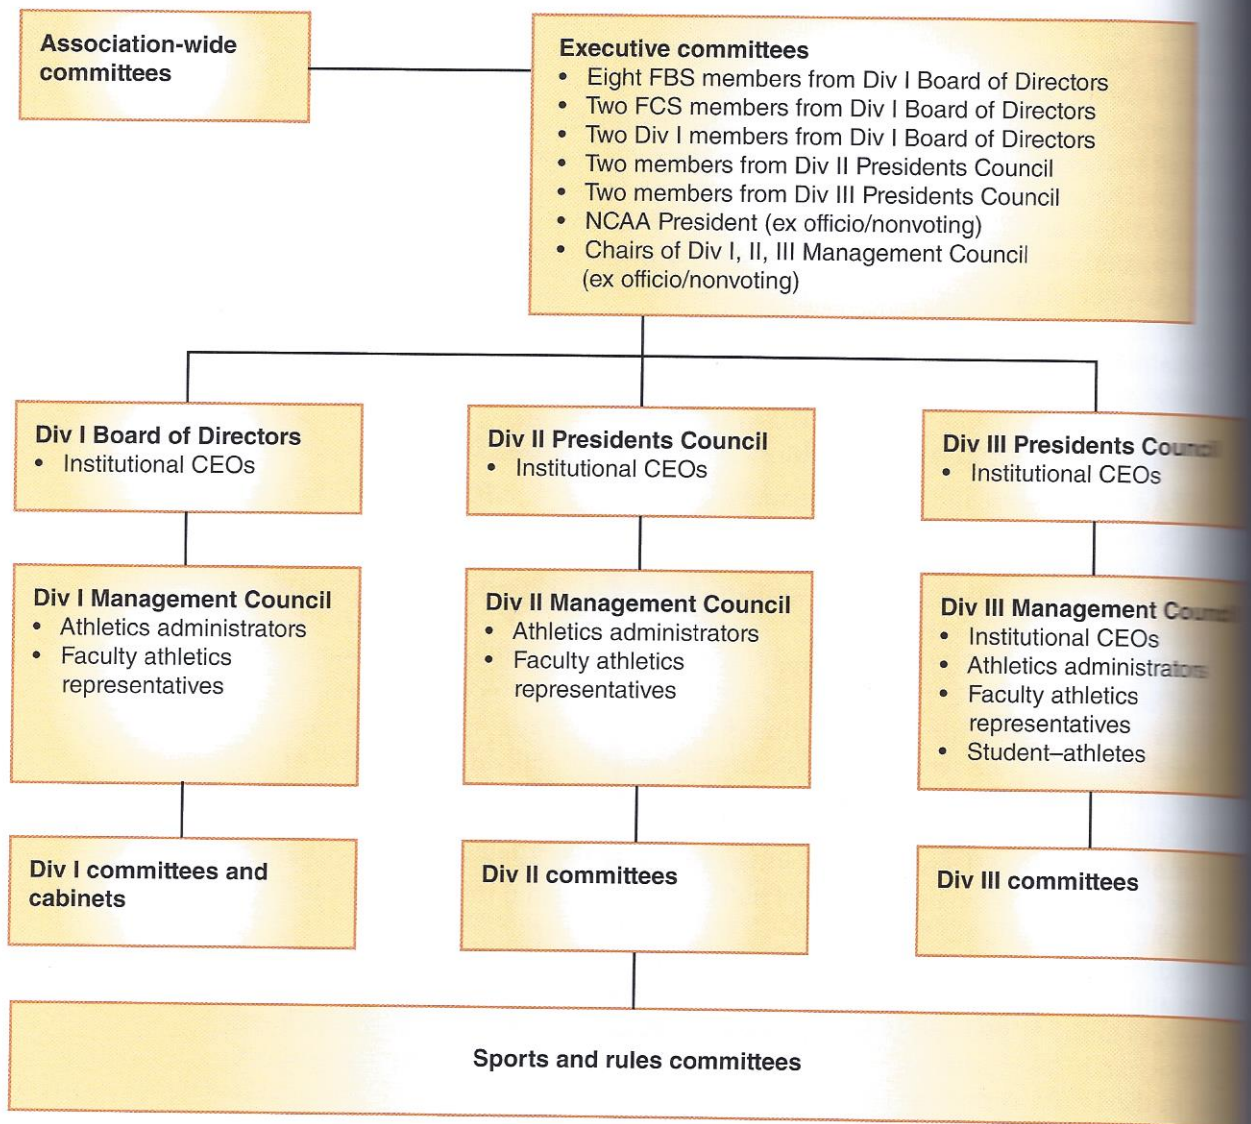 Association-wide
committees
Executive committees
• Eight FBS members from Div I Board of Directors
• Two FCS members from Div I Board of Directors
• Two Div I members from Div I Board of Directors
• Two members from Div II Presidents Council
• Two members from Div III Presidents Council
• NCAA President (ex officio/nonvoting)
• Chairs of Div I, II, III Management Council
(ex officio/nonvoting)
Div I Board of Directors
• Institutional CEOs
Div II Presidents Council
• Institutional CEOs
Div III Presidents Council
• Institutional CEOs
Div I Management Council
• Athletics administrators
• Faculty athletics
representatives
Div II Management Council
• Athletics administrators
• Faculty athletics
representatives
Div III Management Council
• Institutional CEOs
• Athletics administrators
• Faculty athletics
representatives
• Student–athletes
Div I committees and
cabinets
Div II committees
Div III committees
Sports and rules committees